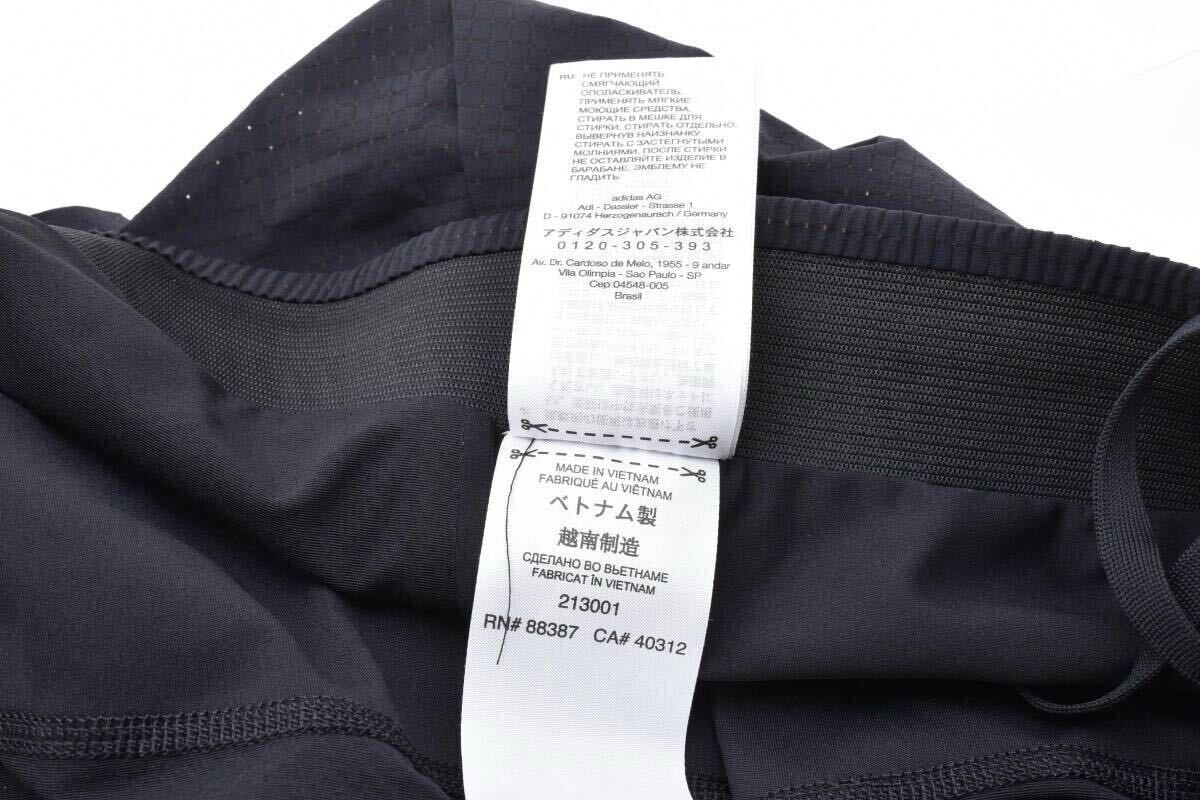 RU: НЕ ПРИМЕНЯТЬ
СМЯГЧАЮЩИЙ
ОПОЛАСКИВАТЕЛЬ.
ПРИМЕНЯТЬ МЯГКИЕ
МОЮЩИЕ СРЕДСТВА.
СТИРАТЬ В МЕШКЕ ДЛЯ
СТИРКИ. СТИРАТЬ ОТДЕЛЬНО.
ВЫВЕРНУВ НАИЗНАНКУ.
СТИРАТЬ С ЗАСТЕГНУТЫМИ
МОЛНИЯМИ. ПОСЛЕ СТИРКИ
НЕ ОСТАВЛЯЙТЕ ИЗДЕЛИЕ В
БАРАБАНЕ. ЭМБЛЕМУ НЕ
ГЛАДИТЬ
adidas AG
Adi - Dassler - Strasse 1
D - 91074 Herzogenaurach / Germany
アディダスジャパン株式会社
0120-305-393
Av. Dr. Cardoso de Melo, 1955 - 9 andar
Vila Olimpia - Sao Paulo - SP
Cep 04548-005
Brasil
MADE IN VIETNAM
FABRIQUÉ AU VIÊTNAM
ベトナム製
越南制造
СДЕЛАНО ВО ВЬЕТНАМЕ
FABRICAT ÎN VIETNAM
213001
RN# 88387 CA# 40312